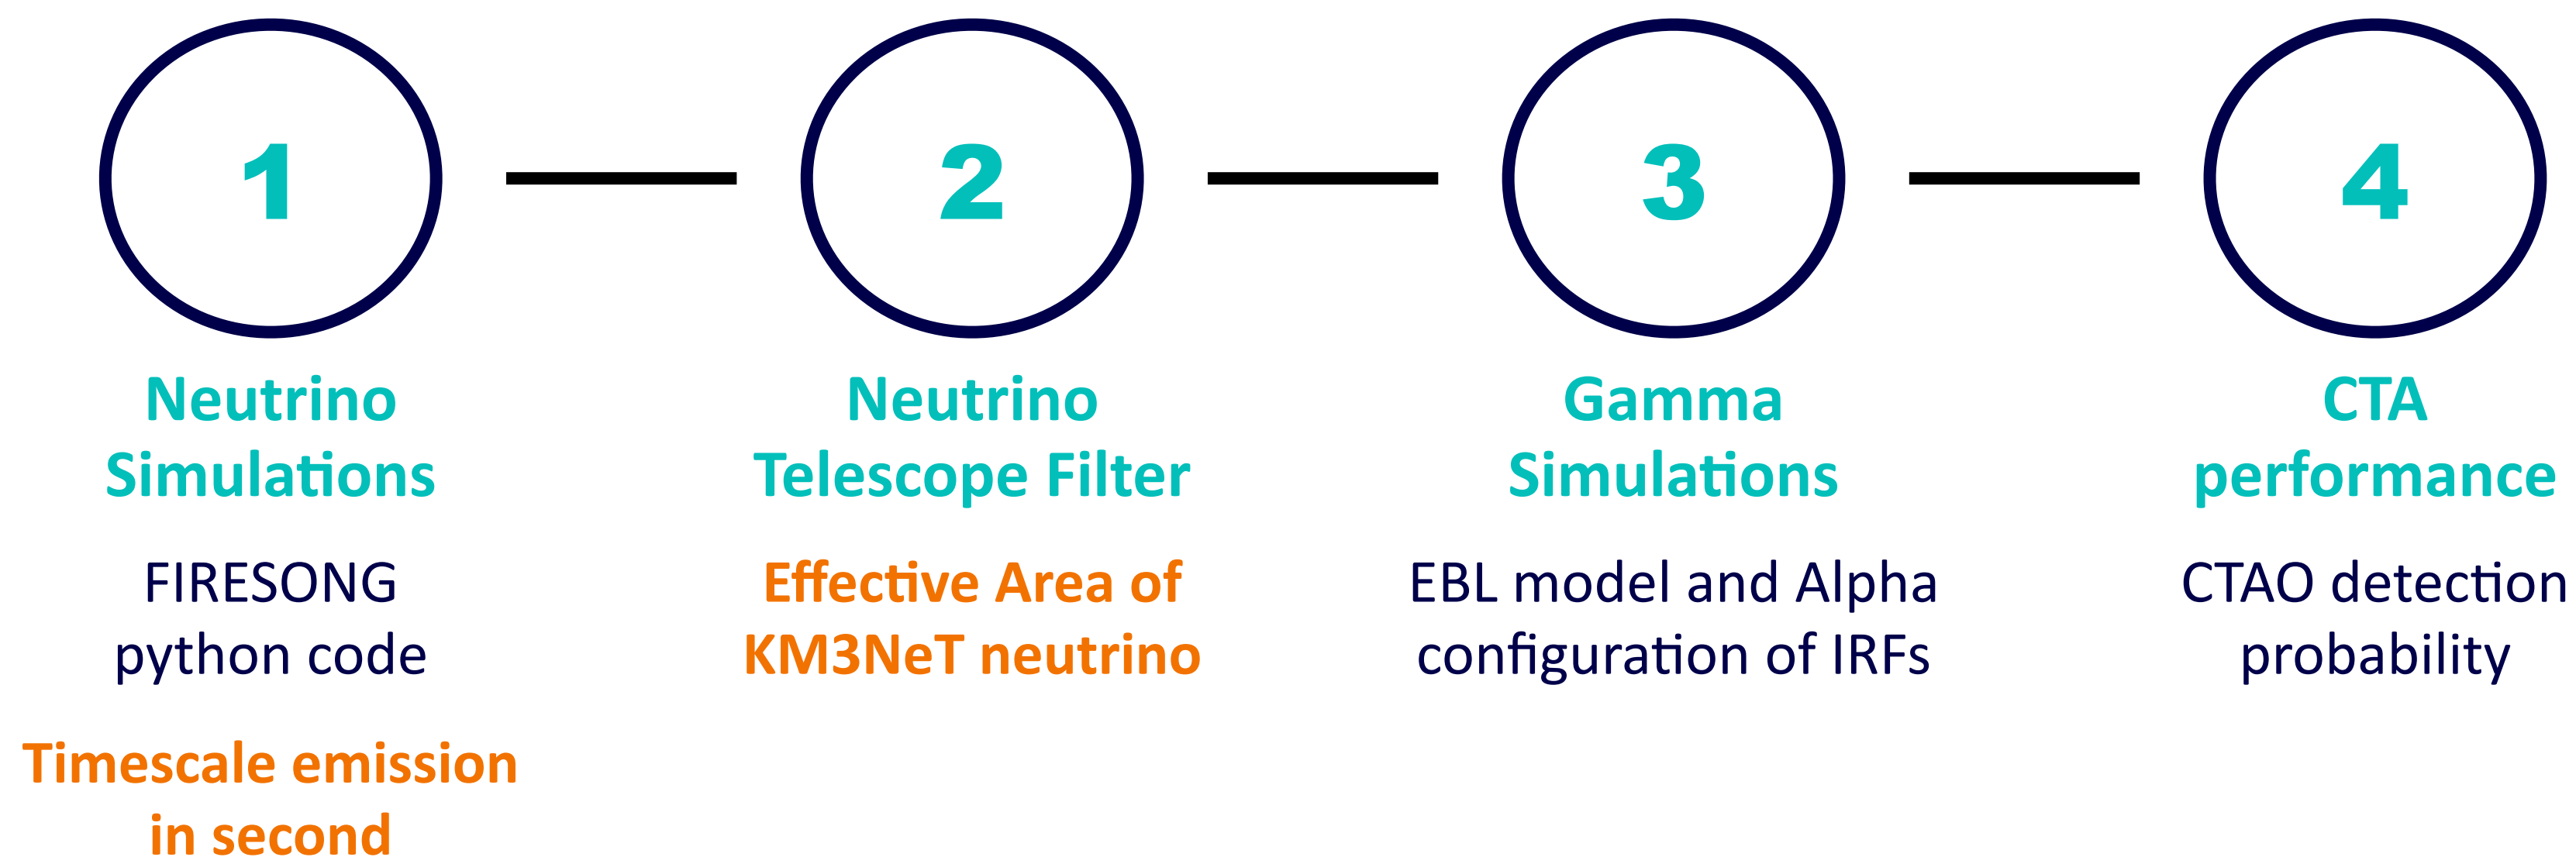 1
Neutrino
Simulations
FIRESONG
python code
Timescale emission
in second
2
Neutrino
Telescope Filter
Effective Area of
KM3NeT neutrino
3
Gamma
Simulations
EBL model and Alpha
configuration of IRFs
4
CTA
performance
CTAO detection
probability